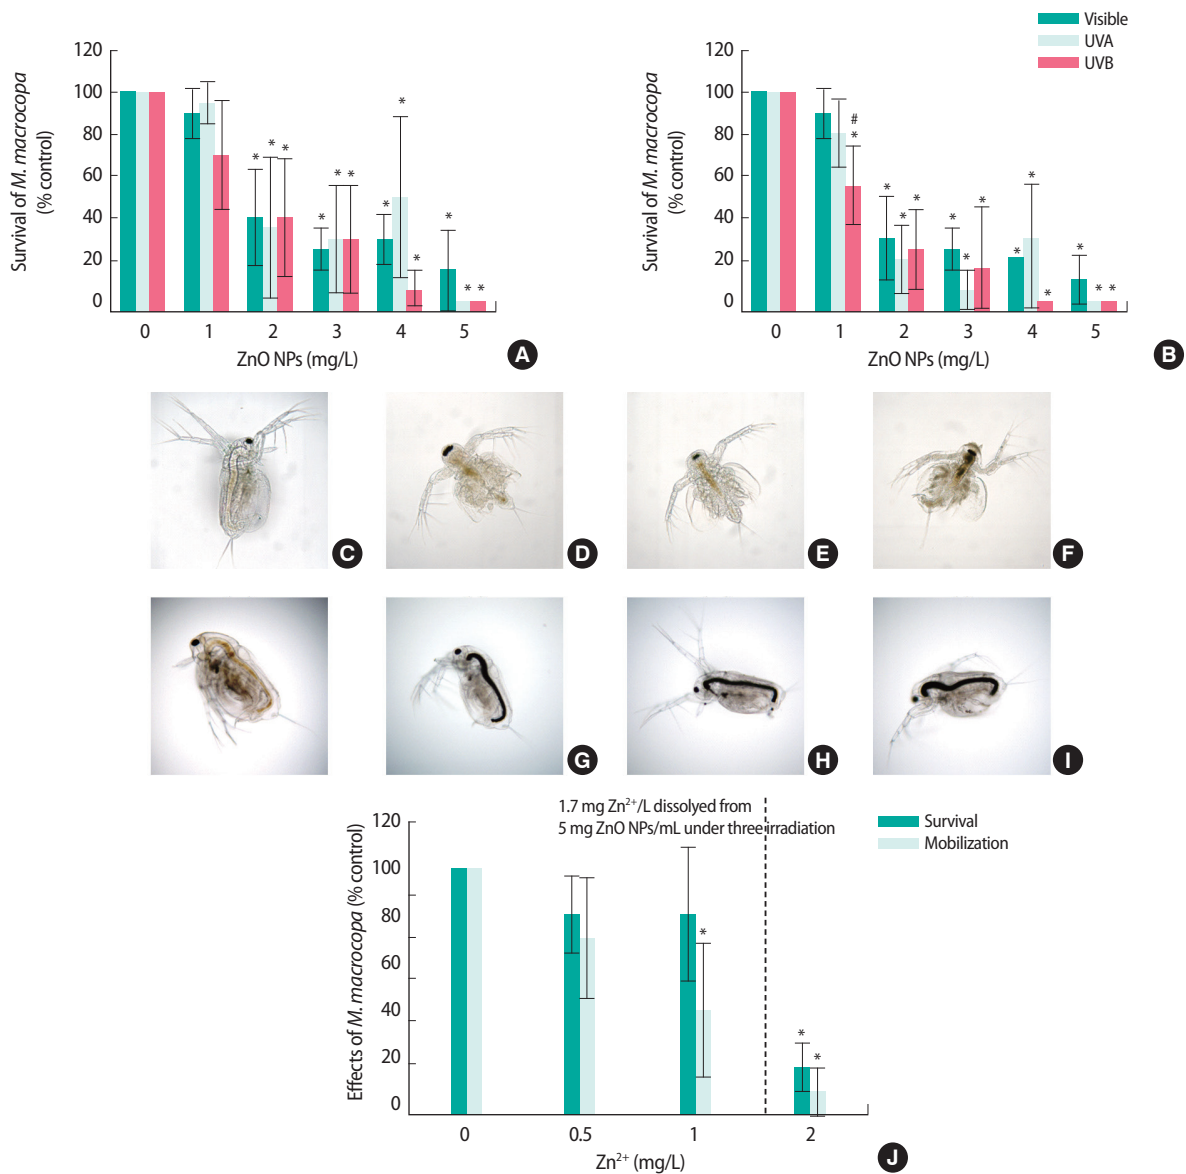 Visible
UVA
UVB
Survival of M. macrocopa
(% control)
120
100
80
60
40
20
0
0 1 2 3 4 5
ZnO NPs (mg/L)
* * * * * * * * * * * *
A
Survival of M. macrocopa
(% control)
120
100
80
60
40
20
0
0 1 2 3 4 5
ZnO NPs (mg/L)
#
* * * * * * * * * * * * *
B
C
D
E
F
G
H
I
1.7 mg Zn2+/L dissolyed from
5 mg ZnO NPs/mL under three irradiation
Survival
Mobilization
Effects of M. macrocopa (% control)
120
100
80
60
40
20
0
* * *
0 0.5 1 2
Zn2+ (mg/L)
J